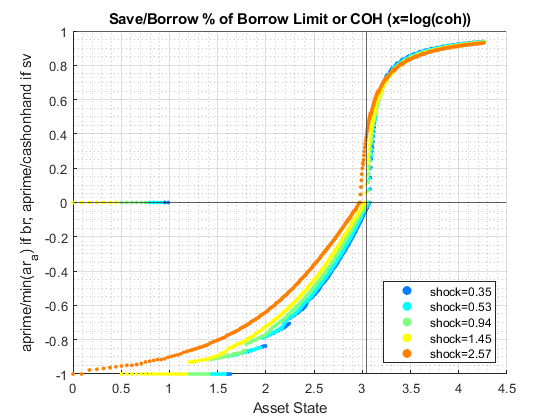 Save/Borrow % of Borrow Limit or COH (x=log(coh))
aprime/min(ar_a) if br; aprime/cashonhand if sv
1
0.8
0.6
0.4
0.2
0
-0.2
-0.4
-0.6
-0.8
-1
0 0.5 1 1.5 2 2.5 3 3.5 4 4.5
Asset State
shock=0.35
shock=0.53
shock=0.94
shock=1.45
shock=2.57